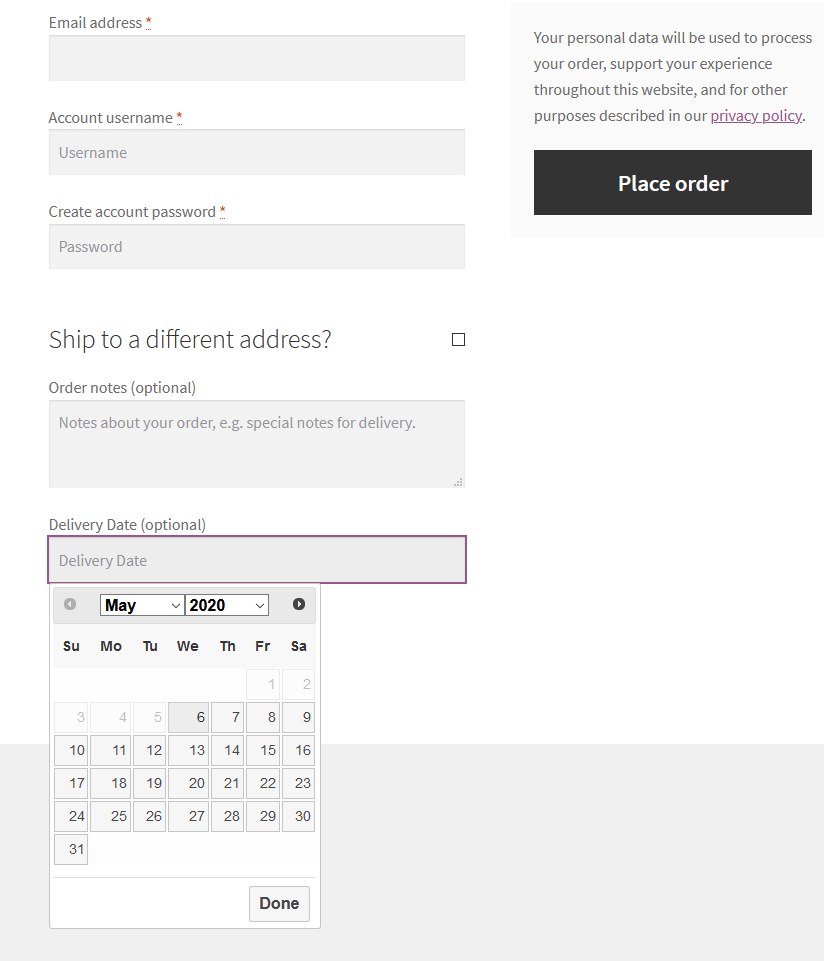 Email address *
Account username *
Username
Create account password *
Password
Ship to a different address?
Order notes (optional)
Notes about your order, e.g. special notes for delivery.
Delivery Date (optional)
Delivery Date
May 2020
Su Mo Tu We Th Fr Sa
1 2
3 4 5 6 7 8 9
10 11 12 13 14 15 16
17 18 19 20 21 22 23
24 25 26 27 28 29 30
31
Done
Your personal data will be used to process
your order, support your experience
throughout this website, and for other
purposes described in our privacy policy.
Place order